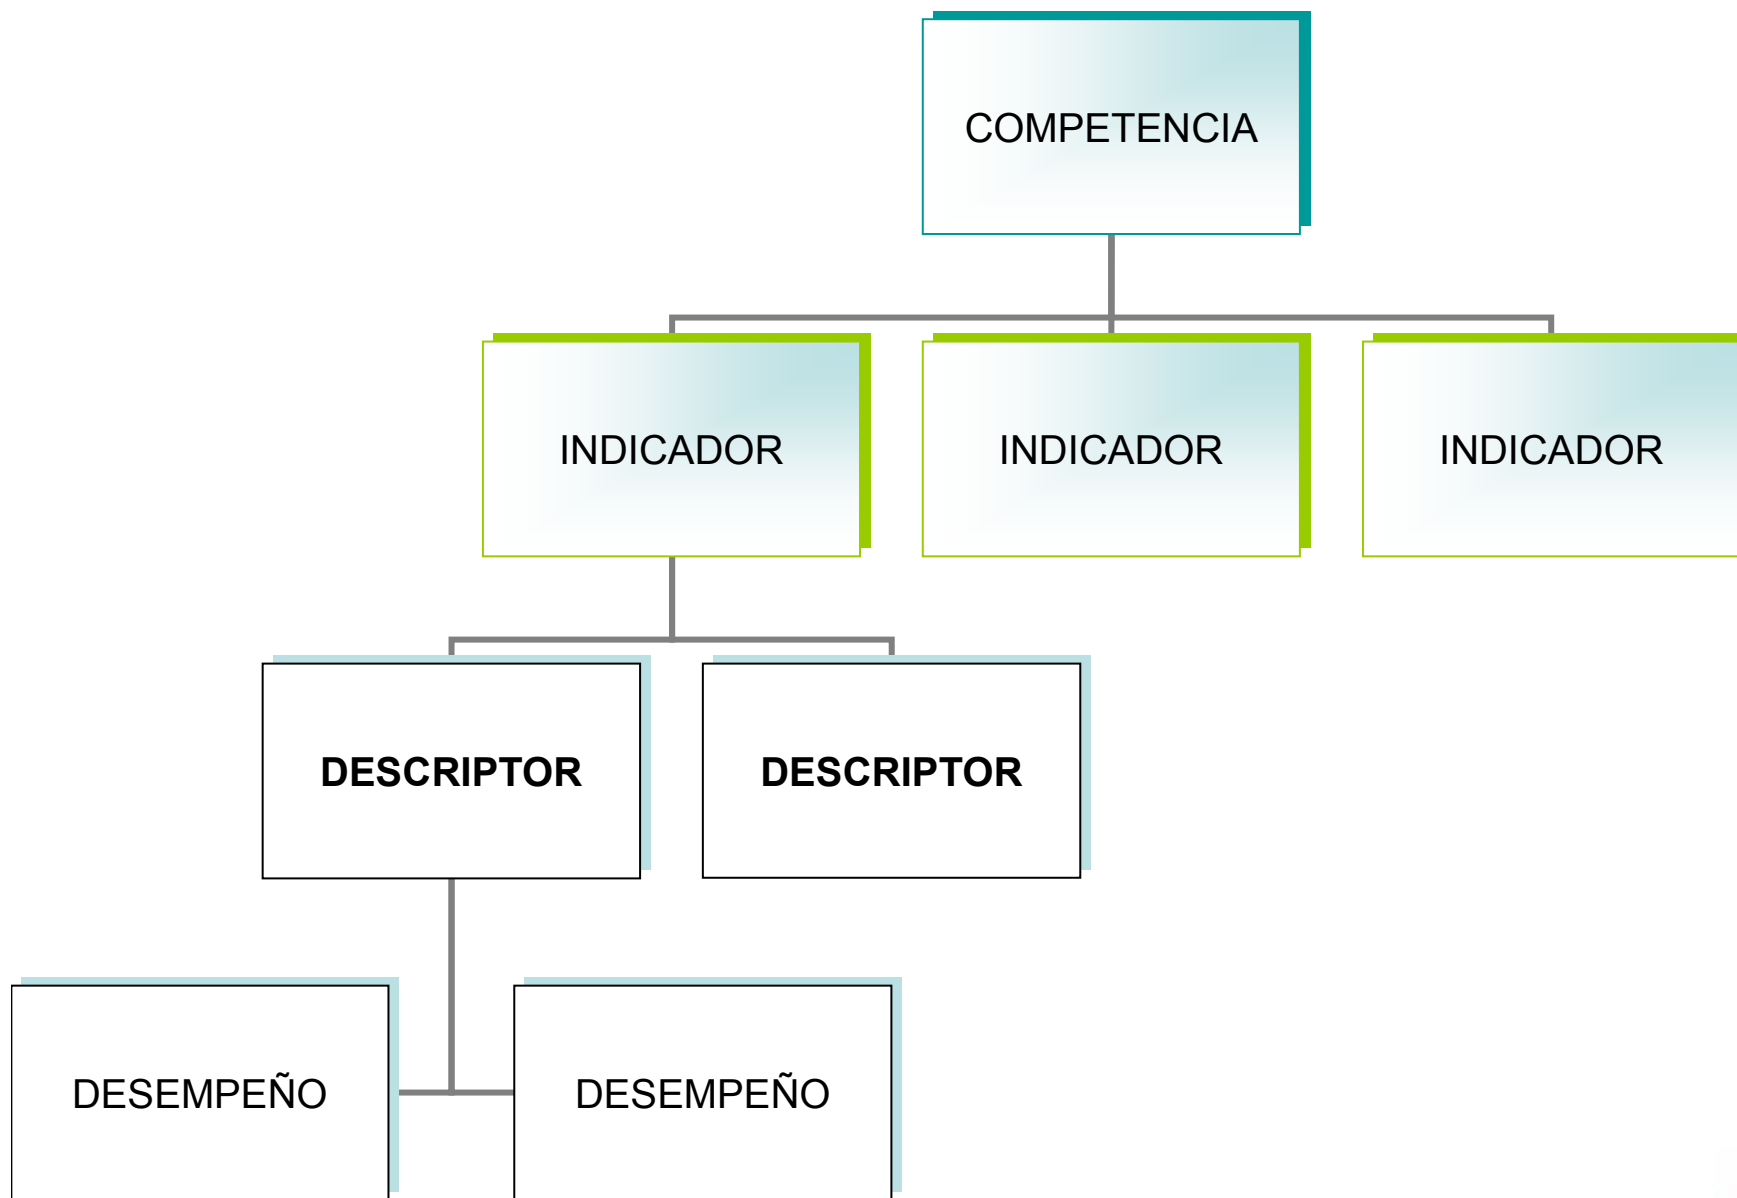 COMPETENCIA
INDICADOR
INDICADOR
INDICADOR
DESCRIPTOR
DESCRIPTOR
DESEMPEÑO
DESEMPEÑO